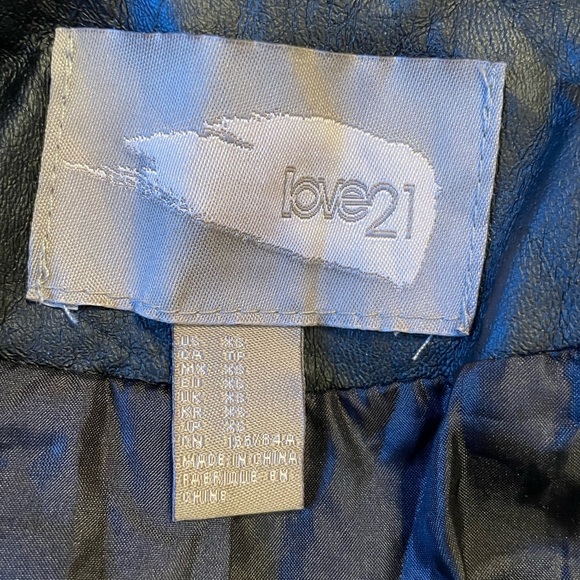 love21
US: XS
CA: TP
MX: XS
EU: XS
UK: XS
KR: XS
JP: XS
CN: 155/84A
MADE IN CHINA
FABRIQUE EN
CHINE